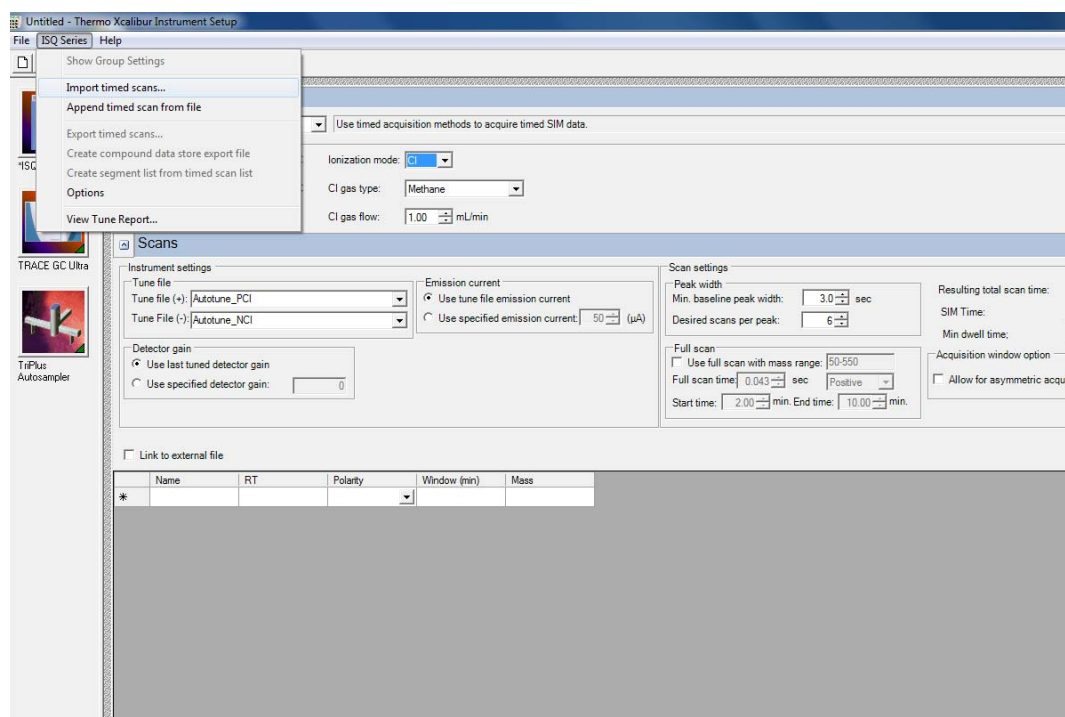 Untitled - Thermo Xcalibur Instrument Setup
File ISQ Series Help
Show Group Settings
Import timed scans...
Append timed scan from file
Export timed scans...
Create compound data store export file
Create segment list from timed scan list
Options
View Tune Report...
Use timed acquisition methods to acquire timed SIM data.
Ionization mode: CI
CI gas type: Methane
CI gas flow: 1.00 mL/min
*ISQ
TRACE GC Ultra
TriPlus
Autosampler
Scans
Instrument settings
Tune file
Tune file (+): Autotune_PCI
Tune File (-): Autotune_NCI
Emission current
Use tune file emission current
Use specified emission current: 50 (µA)
Detector gain
Use last tuned detector gain
Use specified detector gain: 0
Scan settings
Peak width
Min. baseline peak width: 3.0 sec
Desired scans per peak: 6
Full scan
Use full scan with mass range: 50-550
Full scan time: 0.043 sec Positive
Start time: 2.00 min. End time: 10.00 min.
Resulting total scan time:
SIM Time:
Min dwell time:
Acquisition window option
Allow for asymmetric acqu
Link to external file
Name RT Polarity Window (min) Mass
*